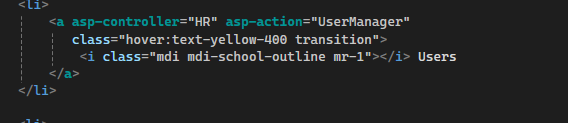 <li>
<a asp-controller="HR" asp-action="UserManager"
class="hover:text-yellow-400 transition">
<i class="mdi mdi-school-outline mr-1"></i> Users
</a>
</li>
<li>